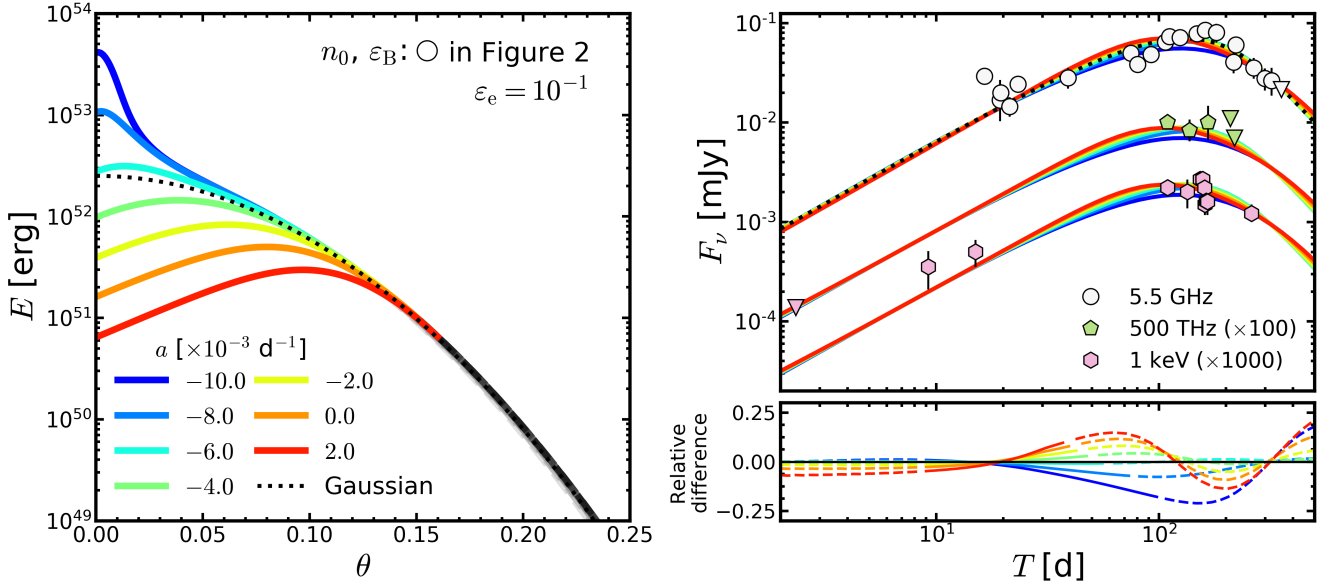 10⁵⁴
10⁵³
10⁵²
10⁵¹
10⁵⁰
10⁴⁹
E [erg]
n₀, ε_B: ○ in Figure 2
ε_e = 10⁻¹
a [×10⁻³ d⁻¹]
−10.0
−8.0
−6.0
−4.0
−2.0
0.0
2.0
Gaussian
0.00 0.05 0.10 0.15 0.20 0.25
θ
10⁻¹
10⁻²
10⁻³
10⁻⁴
F_ν [mJy]
5.5 GHz
500 THz (×100)
1 keV (×1000)
0.25
0.00
−0.25
Relative
difference
10¹ 10²
T [d]